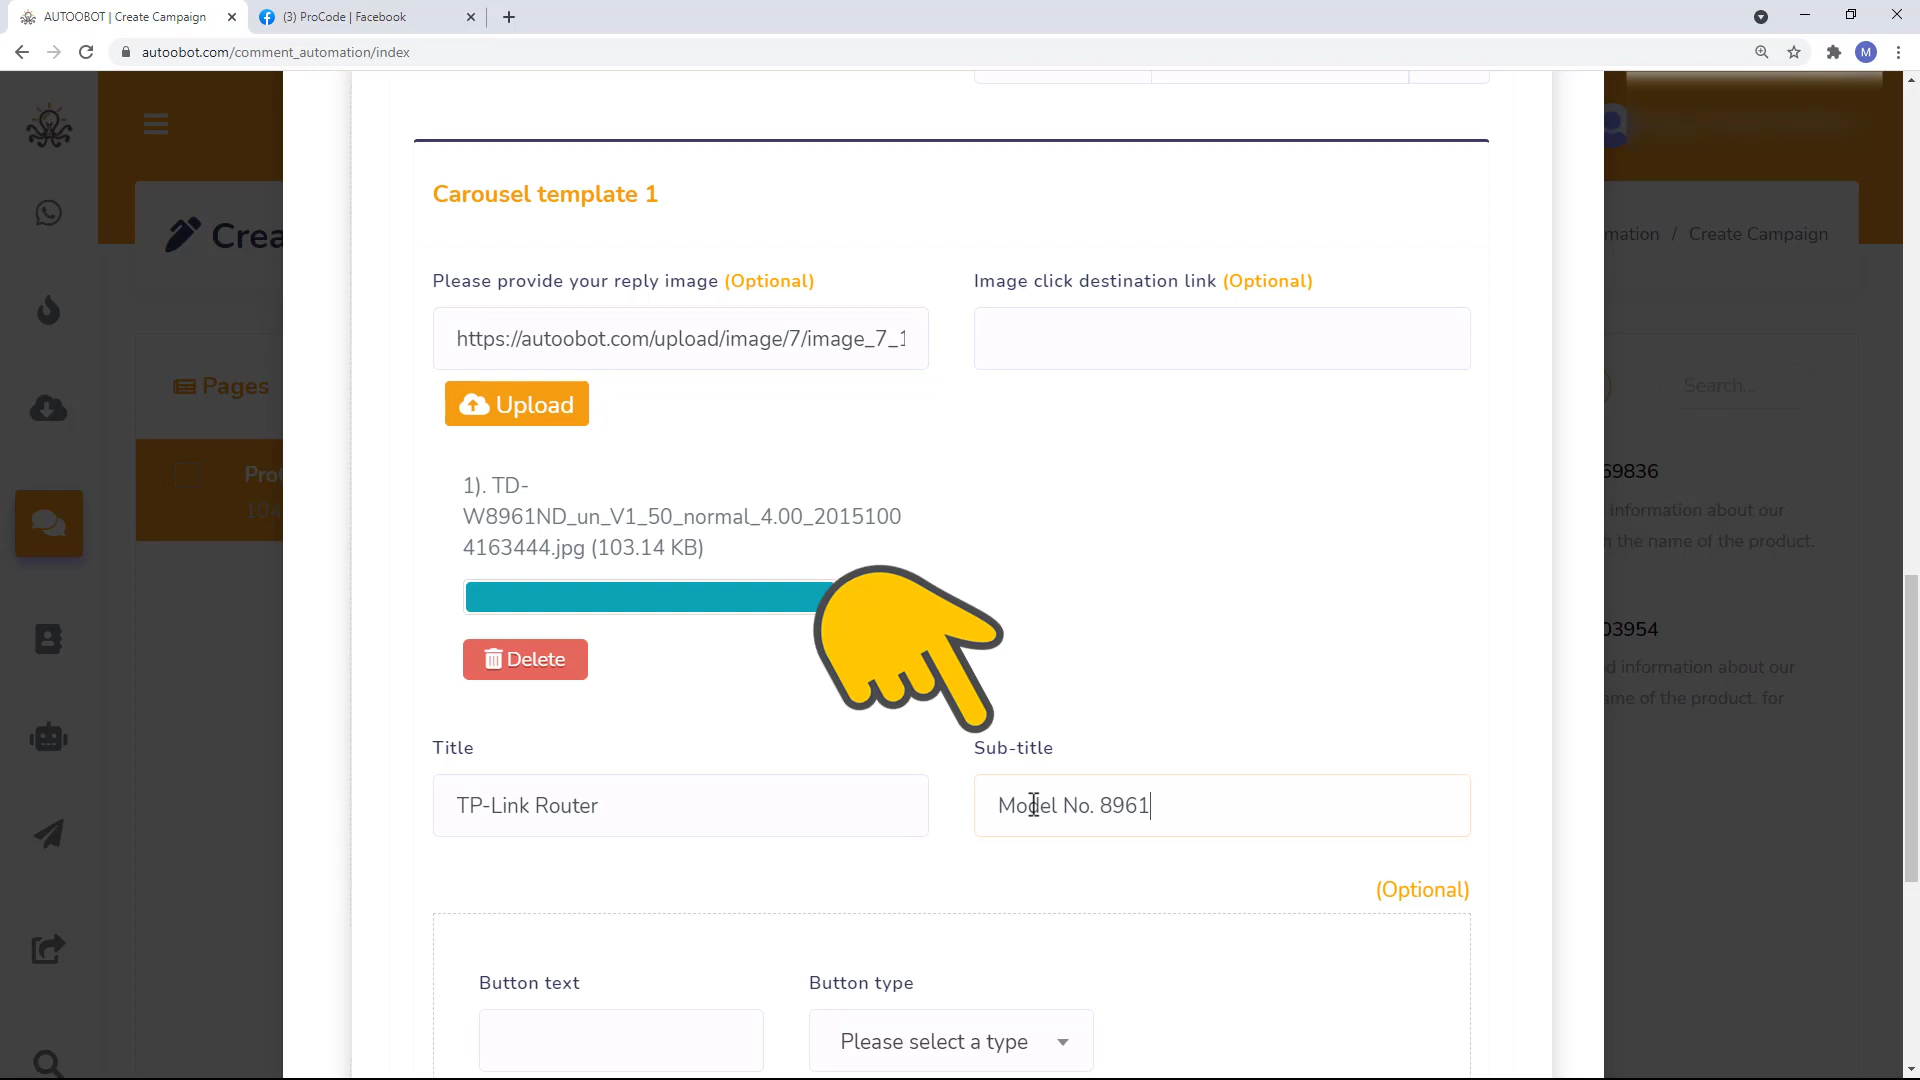 AUTOOBOT | Create Campaign
(3) ProCode | Facebook
autoobot.com/comment_automation/index
M
Crea
mation / Create Campaign
Carousel template 1
Please provide your reply image (Optional)
Image click destination link (Optional)
https://autoobot.com/upload/image/7/image_7_1
Upload
Pages
Search...
Pro
104
1). TD-
W8961ND_un_V1_50_normal_4.00_2015100
4163444.jpg (103.14 KB)
69836
information about our
the name of the product.
Delete
03954
d information about our
ame of the product. for
Title
Sub-title
TP-Link Router
Model No. 8961
(Optional)
Button text
Button type
Please select a type